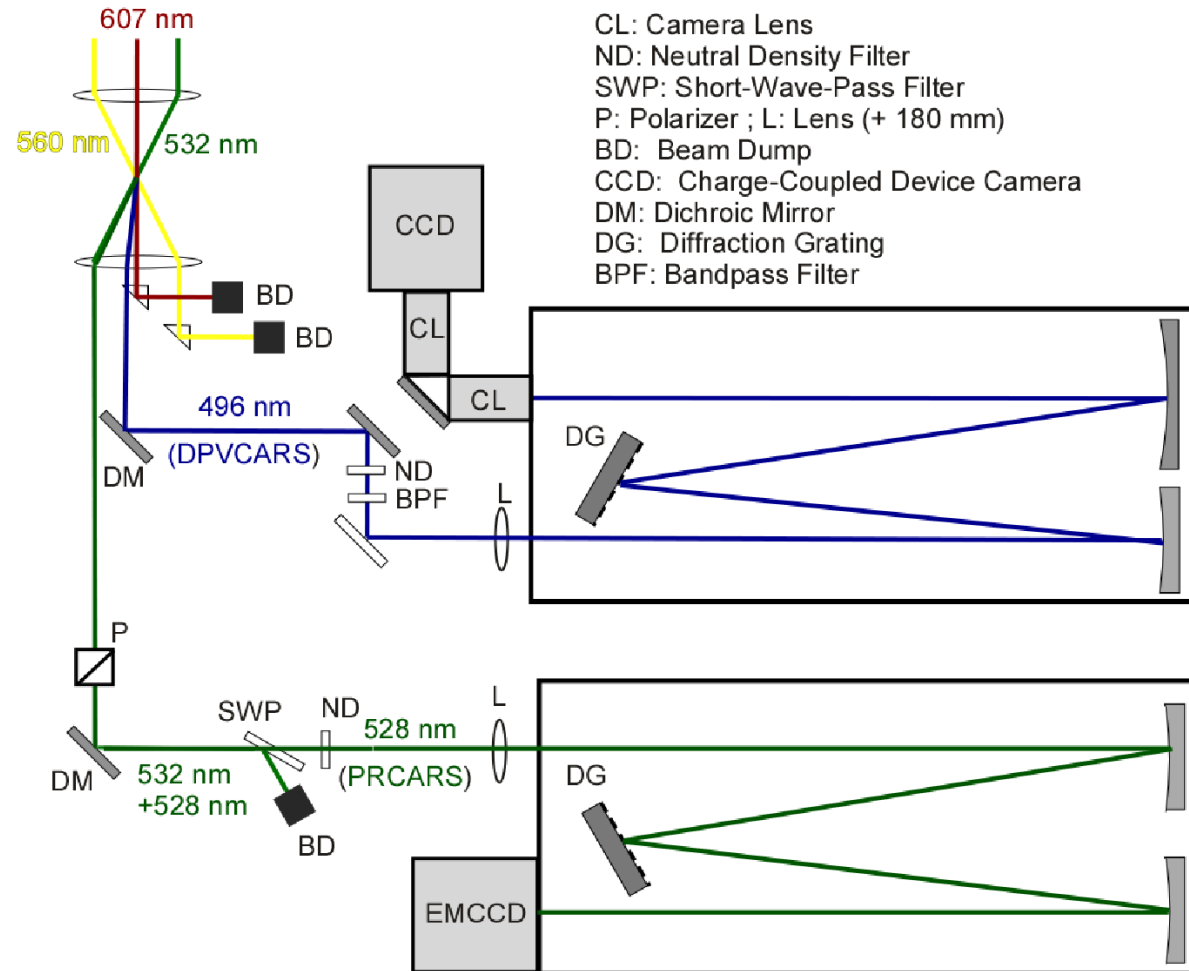 607 nm
CL: Camera Lens
ND: Neutral Density Filter
SWP: Short-Wave-Pass Filter
P: Polarizer ; L: Lens (+ 180 mm)
BD: Beam Dump
CCD: Charge-Coupled Device Camera
DM: Dichroic Mirror
DG: Diffraction Grating
BPF: Bandpass Filter
560 nm
532 nm
CCD
BD
BD
CL
CL
496 nm
(DPVCARS)
DM
ND
BPF
L
DG
P
SWP
ND
528 nm
(PRCARS)
L
DM
532 nm
+528 nm
BD
DG
EMCCD